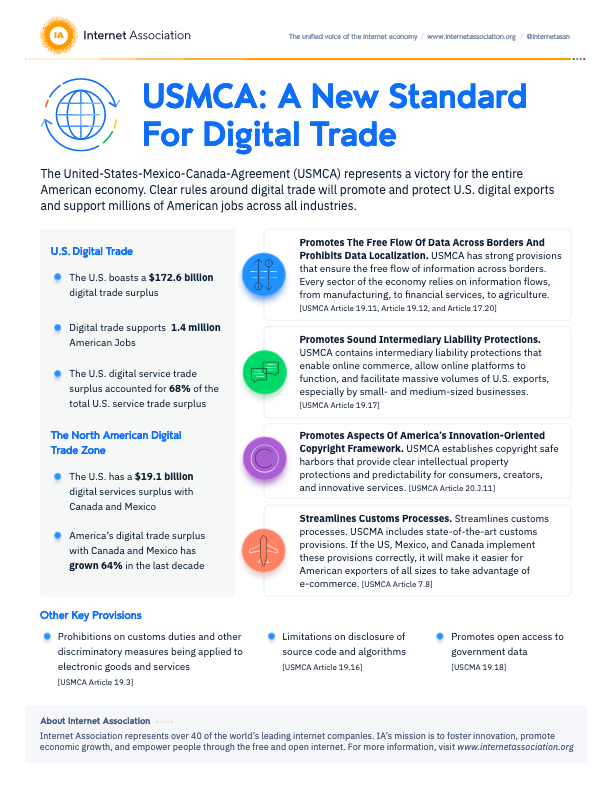 IA Internet Association
The unified voice of the internet economy / www.internetassociation.org / @internetassn
USMCA: A New Standard
For Digital Trade
The United-States-Mexico-Canada-Agreement (USMCA) represents a victory for the entire
American economy. Clear rules around digital trade will promote and protect U.S. digital exports
and support millions of American jobs across all industries.
U.S. Digital Trade
The U.S. boasts a $172.6 billion
digital trade surplus
Digital trade supports 1.4 million
American Jobs
The U.S. digital service trade
surplus accounted for 68% of the
total U.S. service trade surplus
The North American Digital
Trade Zone
The U.S. has a $19.1 billion
digital services surplus with
Canada and Mexico
America's digital trade surplus
with Canada and Mexico has
grown 64% in the last decade
Promotes The Free Flow Of Data Across Borders And
Prohibits Data Localization. USMCA has strong provisions
that ensure the free flow of information across borders.
Every sector of the economy relies on information flows,
from manufacturing, to financial services, to agriculture.
[USMCA Article 19.11, Article 19.12, and Article 17.20]
Promotes Sound Intermediary Liability Protections.
USMCA contains intermediary liability protections that
enable online commerce, allow online platforms to
function, and facilitate massive volumes of U.S. exports,
especially by small- and medium-sized businesses.
[USMCA Article 19.17]
C
Promotes Aspects Of America's Innovation-Oriented
Copyright Framework. USMCA establishes copyright safe
harbors that provide clear intellectual property
protections and predictability for consumers, creators,
and innovative services. [USMCA Article 20.J.11]
Streamlines Customs Processes. Streamlines customs
processes. USCMA includes state-of-the-art customs
provisions. If the US, Mexico, and Canada implement
these provisions correctly, it will make it easier for
American exporters of all sizes to take advantage of
e-commerce. [USMCA Article 7.8]
Other Key Provisions
Prohibitions on customs duties and other
discriminatory measures being applied to
electronic goods and services
[USMCA Article 19.3]
Limitations on disclosure of
source code and algorithms
[USMCA Article 19.16]
Promotes open access to
government data
[USCMA 19.18]
About Internet Association
Internet Association represents over 40 of the world's leading internet companies. IA's mission is to foster innovation, promote
economic growth, and empower people through the free and open internet. For more information, visit www.internetassociation.org